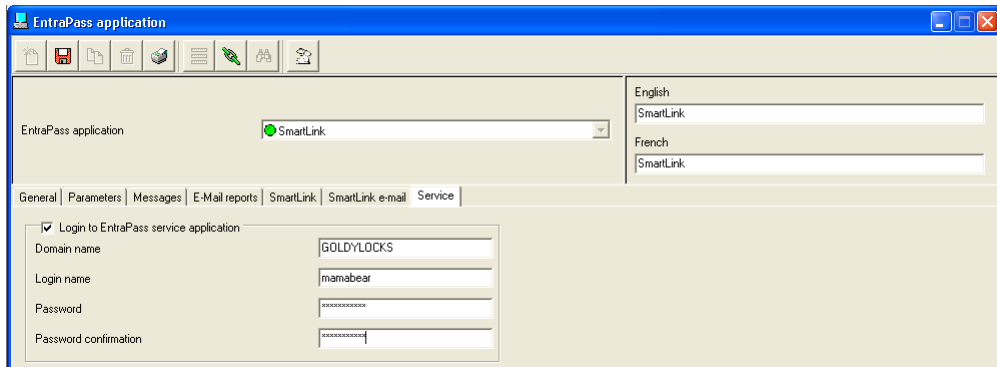 EntraPass application
English
SmartLink
EntraPass application
SmartLink
French
SmartLink
General Parameters Messages E-Mail reports SmartLink SmartLink e-mail Service
Login to EntraPass service application
Domain name GOLDYLOCKS
Login name mamabear
Password ***********
Password confirmation ***********